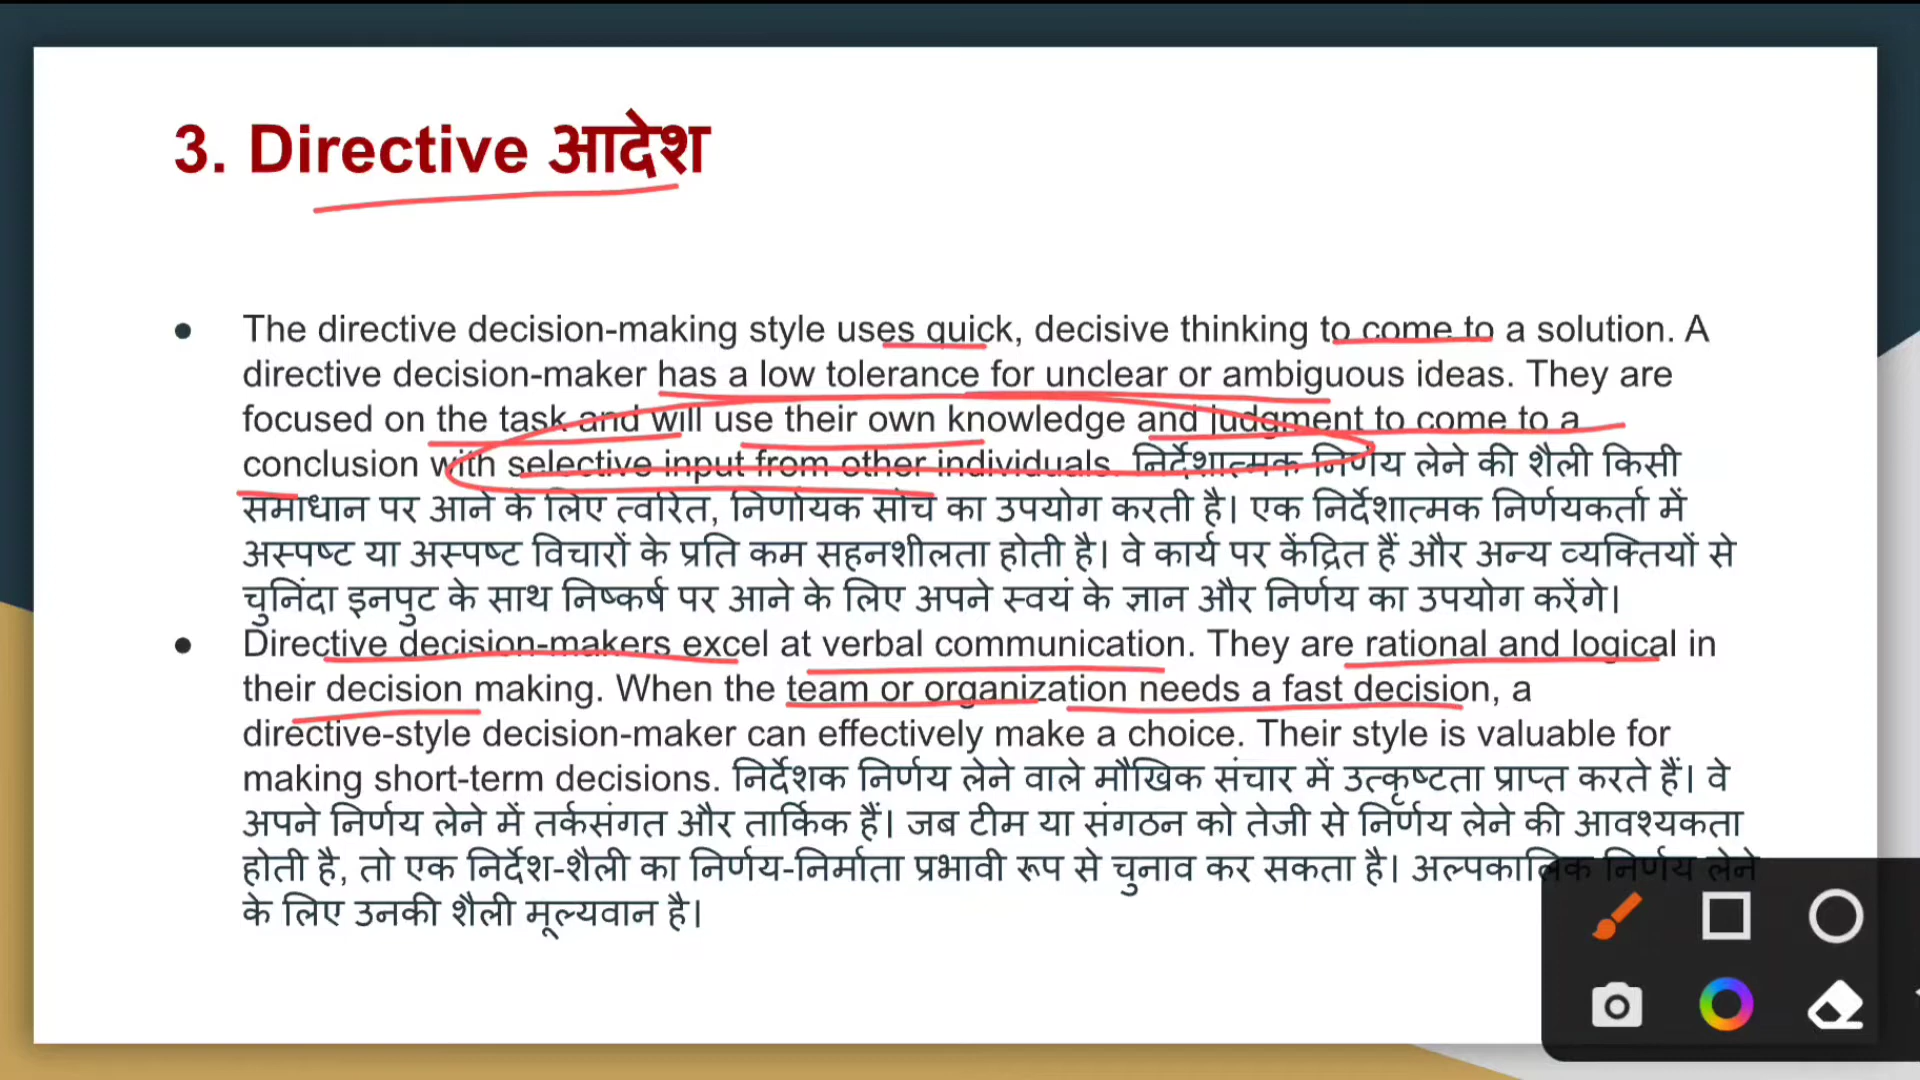 3. Directive आदेश
● The directive decision-making style uses quick, decisive thinking to come to a solution. A
directive decision-maker has a low tolerance for unclear or ambiguous ideas. They are
focused on the task and will use their own knowledge and judgment to come to a
conclusion with selective input from other individuals. निर्देशात्मक निर्णय लेने की शैली किसी
समाधान पर आने के लिए त्वरित, निर्णायक सोच का उपयोग करती है। एक निर्देशात्मक निर्णयकर्ता में
अस्पष्ट या अस्पष्ट विचारों के प्रति कम सहनशीलता होती है। वे कार्य पर केंद्रित हैं और अन्य व्यक्तियों से
चुनिंदा इनपुट के साथ निष्कर्ष पर आने के लिए अपने स्वयं के ज्ञान और निर्णय का उपयोग करेंगे।
● Directive decision-makers excel at verbal communication. They are rational and logical in
their decision making. When the team or organization needs a fast decision, a
directive-style decision-maker can effectively make a choice. Their style is valuable for
making short-term decisions. निर्देशक निर्णय लेने वाले मौखिक संचार में उत्कृष्टता प्राप्त करते हैं। वे
अपने निर्णय लेने में तर्कसंगत और तार्किक हैं। जब टीम या संगठन को तेजी से निर्णय लेने की आवश्यकता
होती है, तो एक निर्देश-शैली का निर्णय-निर्माता प्रभावी रूप से चुनाव कर सकता है। अल्पकालिक निर्णय लेने
के लिए उनकी शैली मूल्यवान है।